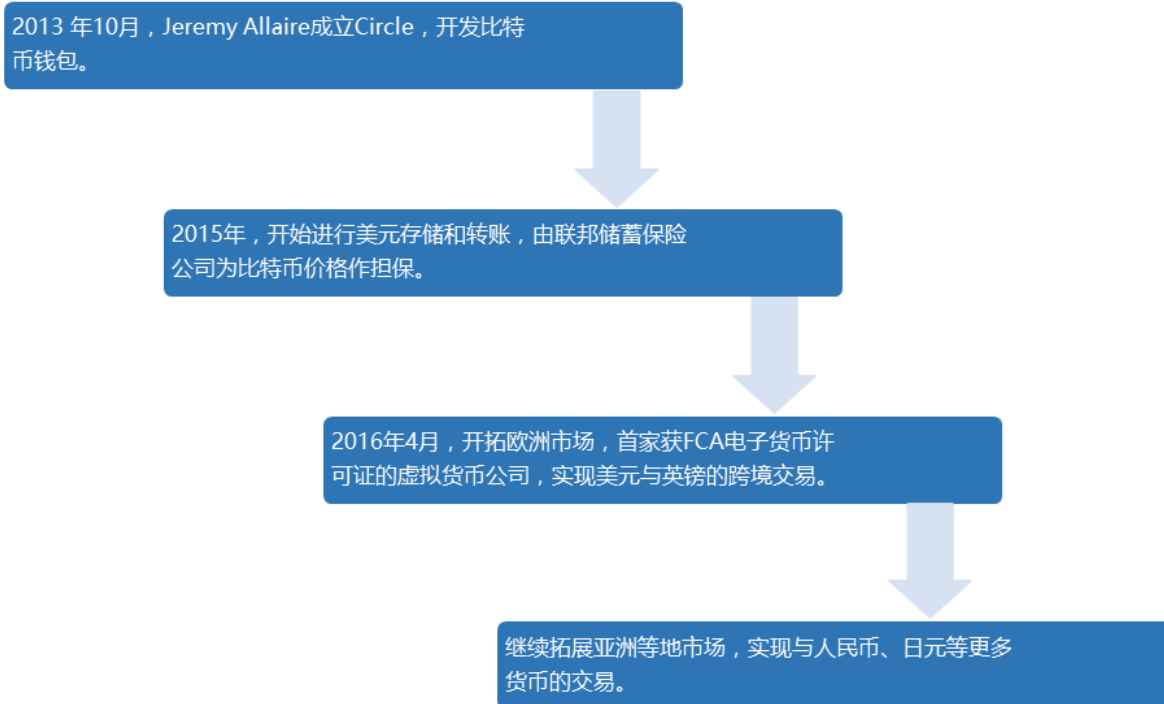 2013 年10月，Jeremy Allaire成立Circle，开发比特
币钱包。
2015年，开始进行美元存储和转账，由联邦储蓄保险
公司为比特币价格作担保。
2016年4月，开拓欧洲市场，首家获FCA电子货币许
可证的虚拟货币公司，实现美元与英镑的跨境交易。
继续拓展亚洲等地市场，实现与人民币、日元等更多
货币的交易。